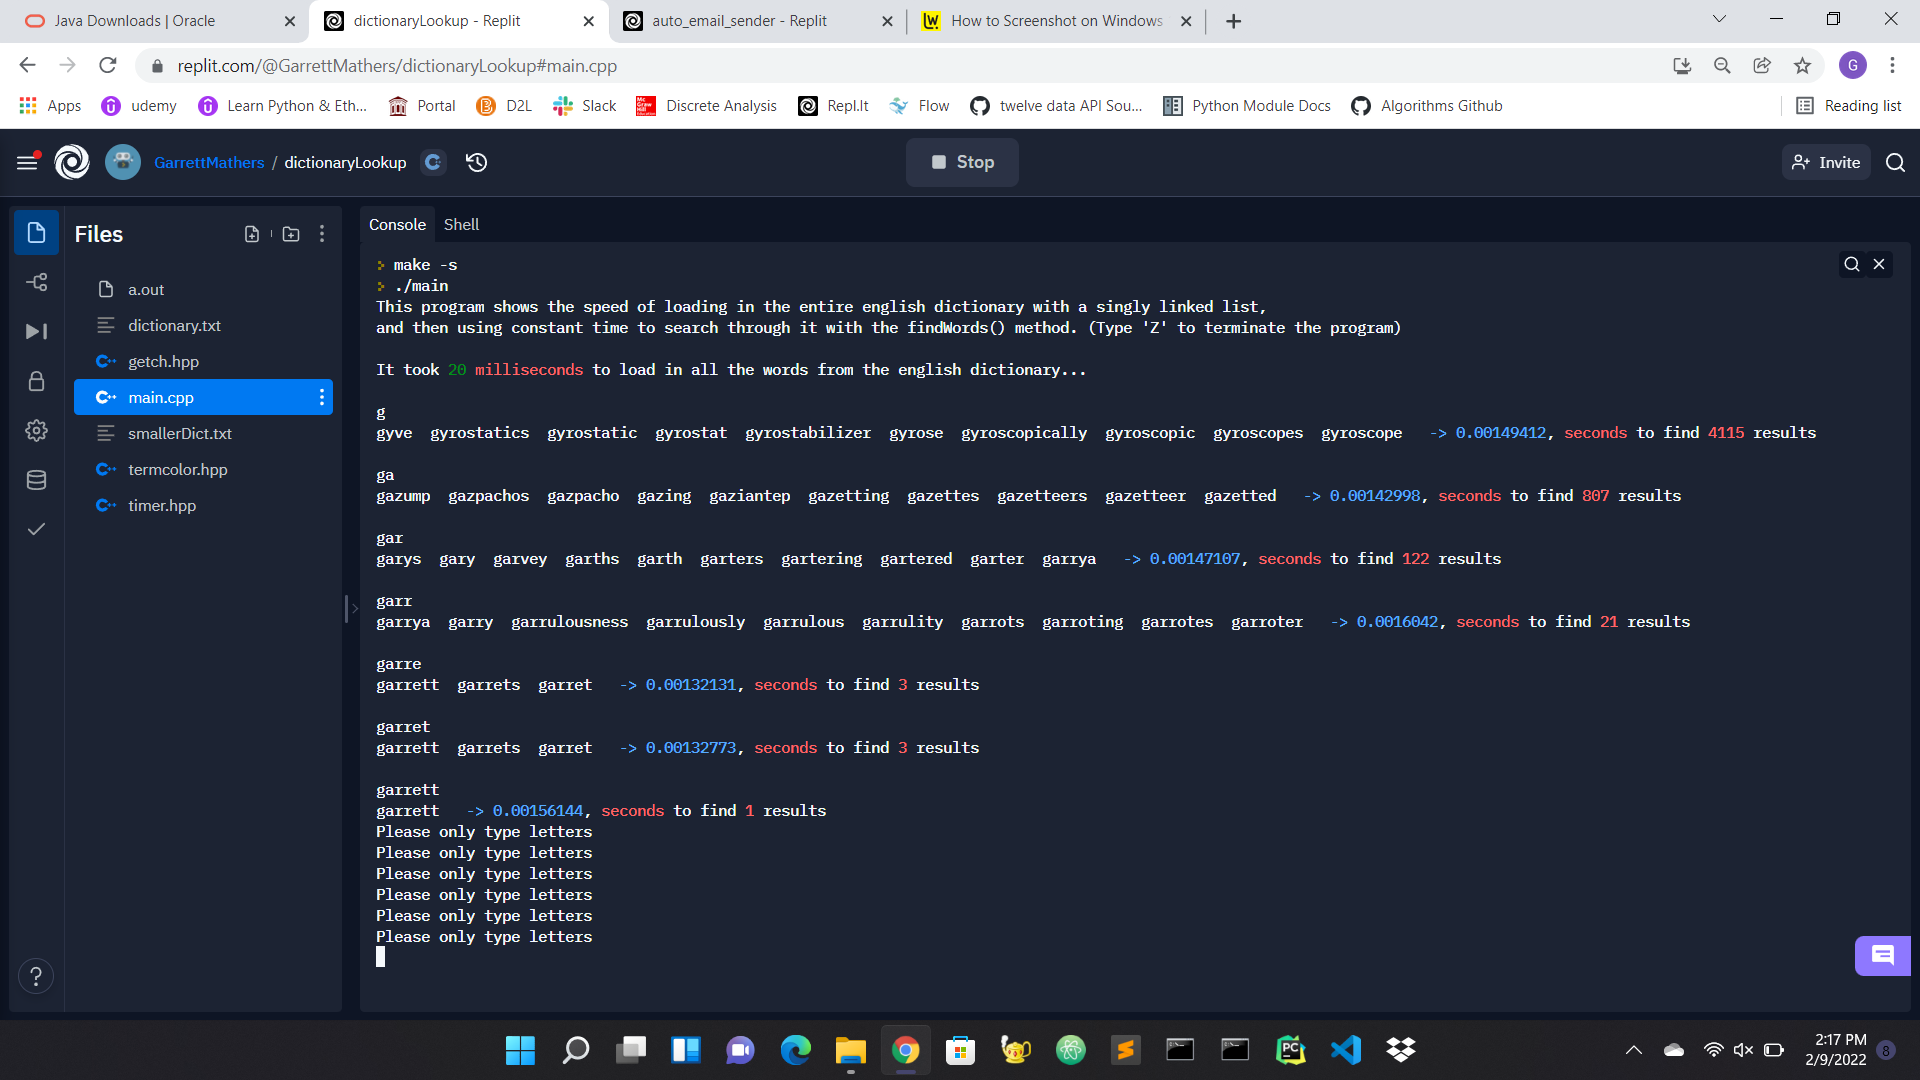 Java Downloads | Oracle
dictionaryLookup - Replit
auto_email_sender - Replit
How to Screenshot on Windows
replit.com/@GarrettMathers/dictionaryLookup#main.cpp
G
Apps
udemy
Learn Python & Eth...
Portal
D2L
Slack
Discrete Analysis
Repl.It
Flow
twelve data API Sou...
Python Module Docs
Algorithms Github
Reading list
GarrettMathers / dictionaryLookup
Stop
Invite
Files
a.out
dictionary.txt
getch.hpp
main.cpp
smallerDict.txt
termcolor.hpp
timer.hpp
Console
Shell
> make -s
> ./main
This program shows the speed of loading in the entire english dictionary with a singly linked list,
and then using constant time to search through it with the findWords() method. (Type 'Z' to terminate the program)
It took 20 milliseconds to load in all the words from the english dictionary...
g
gyve gyrostatics gyrostatic gyrostat gyrostabilizer gyrose gyroscopically gyroscopic gyroscopes gyroscope -> 0.00149412, seconds to find 4115 results
ga
gazump gazpachos gazpacho gazing gaziantep gazetting gazettes gazetteers gazetteer gazetted -> 0.00142998, seconds to find 807 results
gar
garys gary garvey garths garth garters gartering gartered garter garrya -> 0.00147107, seconds to find 122 results
garr
garrya garry garrulousness garrulously garrulous garrulity garrots garroting garrotes garroter -> 0.0016042, seconds to find 21 results
garre
garrett garrets garret -> 0.00132131, seconds to find 3 results
garret
garrett garrets garret -> 0.00132773, seconds to find 3 results
garrett
garrett -> 0.00156144, seconds to find 1 results
Please only type letters
Please only type letters
Please only type letters
Please only type letters
Please only type letters
Please only type letters
2:17 PM
2/9/2022
8